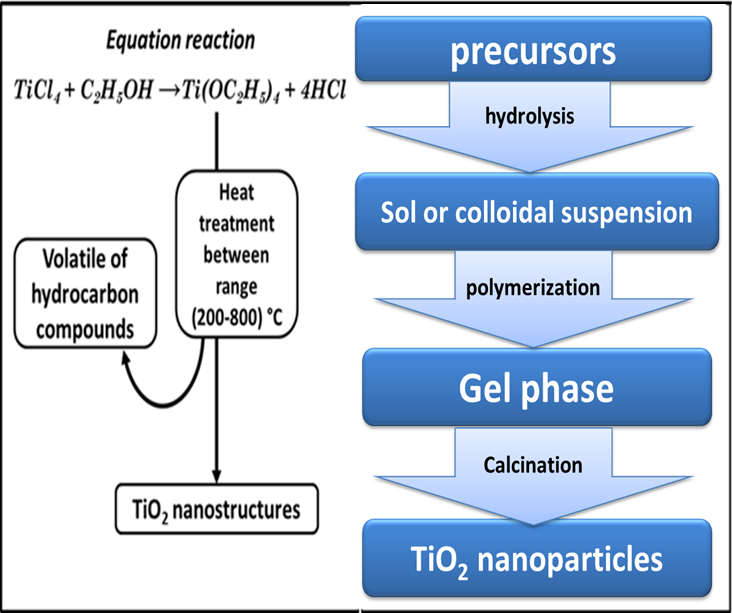 Equation reaction
TiCl₄ + C₂H₅OH →Ti(OC₂H₅)₄ + 4HCl
Heat
treatment
between
range
(200-800) °C
Volatile of
hydrocarbon
compounds
TiO₂ nanostructures
precursors
hydrolysis
Sol or colloidal suspension
polymerization
Gel phase
Calcination
TiO₂ nanoparticles